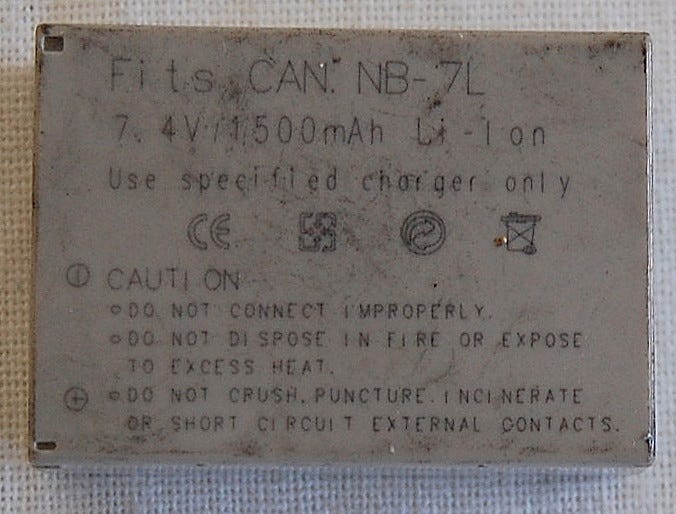 Fits CAN. NB-7L
7.4V/1500mAh Li-Ion
Use specified charger only
CE
CAUTION
DO NOT CONNECT IMPROPERLY.
DO NOT DISPOSE IN FIRE OR EXPOSE
TO EXCESS HEAT.
DO NOT CRUSH, PUNCTURE. INCINERATE
OR SHORT CIRCUIT EXTERNAL CONTACTS.